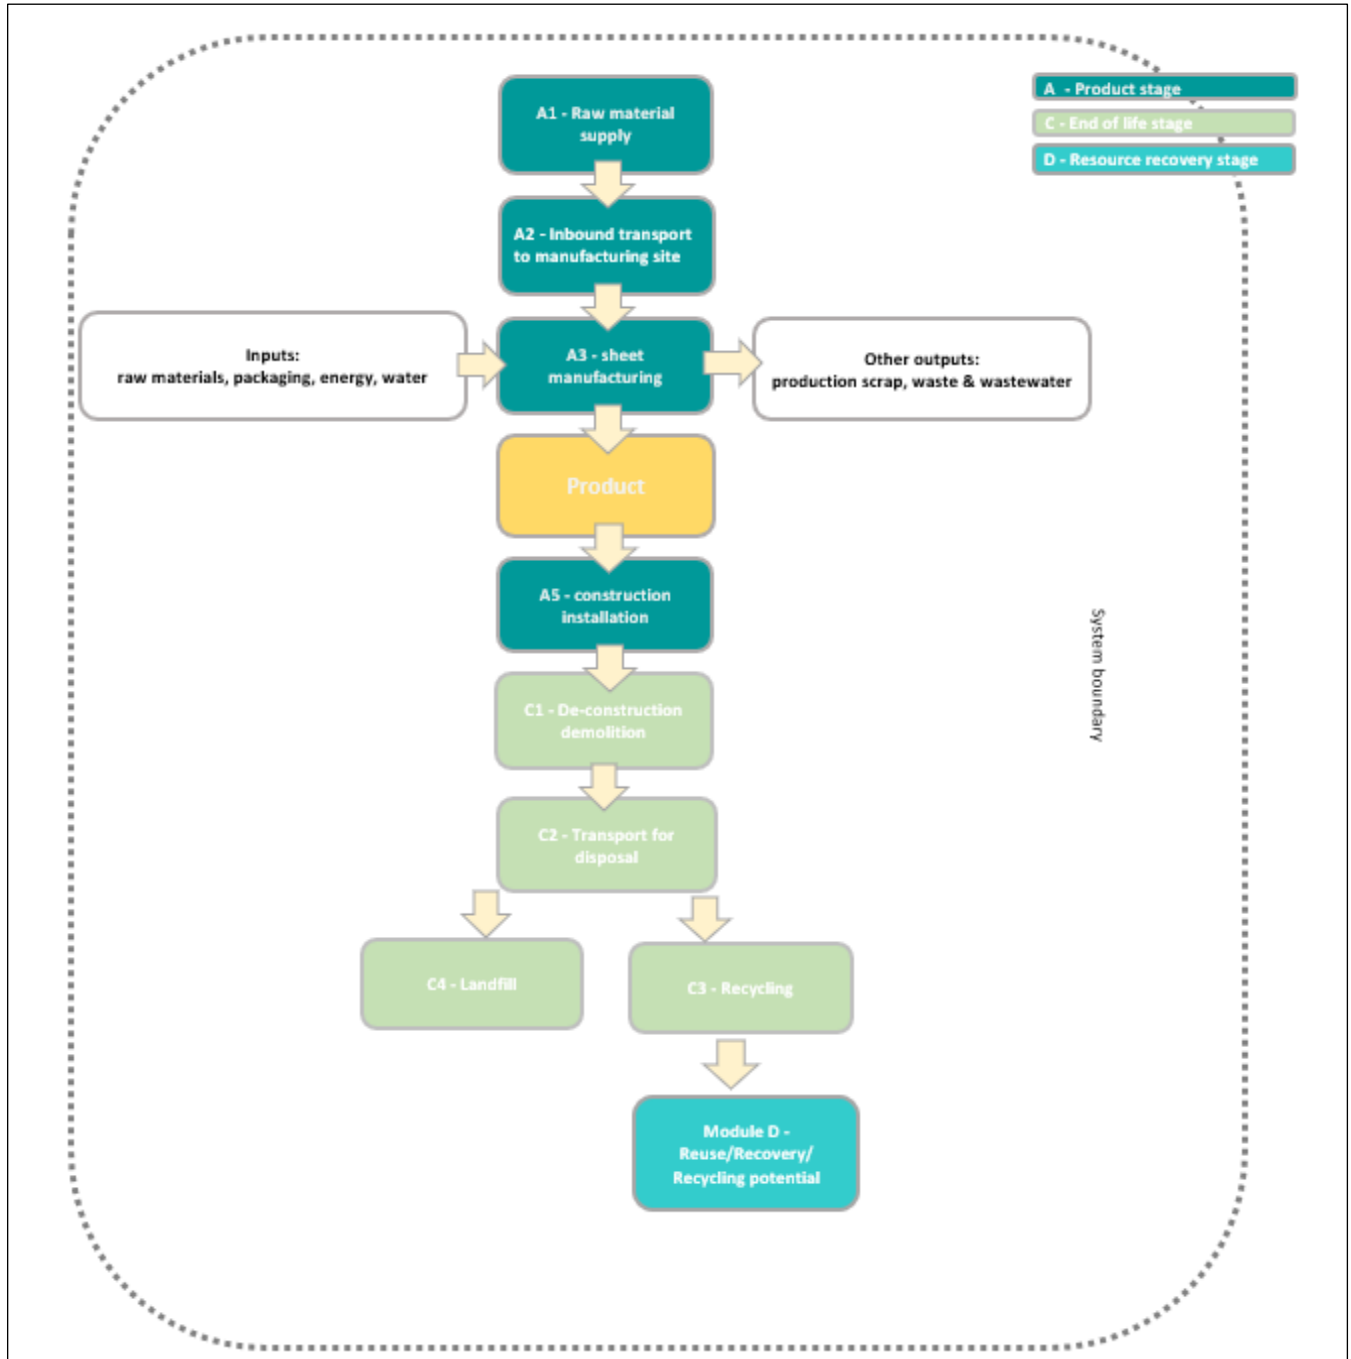 A - Product stage
C - End of life stage
D - Resource recovery stage
A1 - Raw material
supply
A2 - Inbound transport
to manufacturing site
Inputs:
raw materials, packaging, energy, water
A3 - sheet
manufacturing
Other outputs:
production scrap, waste & wastewater
Product
A5 - construction
installation
System boundary
C1 - De-construction
demolition
C2 - Transport for
disposal
C4 - Landfill
C3 - Recycling
Module D -
Reuse/Recovery/
Recycling potential